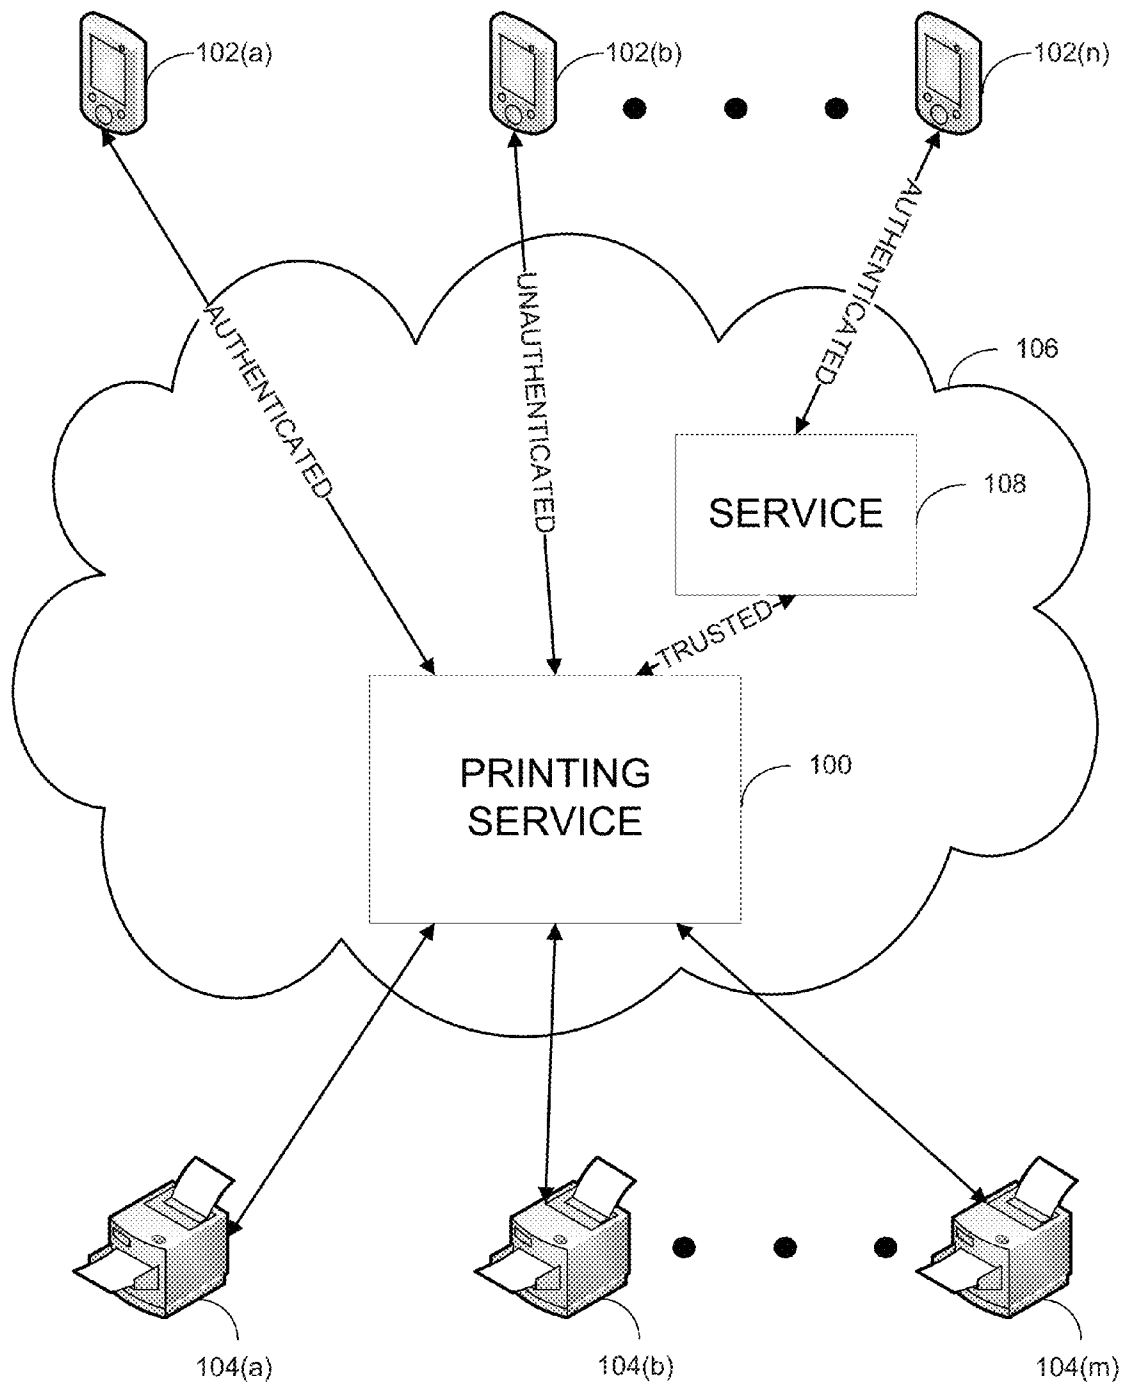 102(a)
102(b)
102(n)
AUTHENTICATED
UNAUTHENTICATED
AUTHENTICATED
106
SERVICE
108
TRUSTED
PRINTING
SERVICE
100
104(a)
104(b)
104(m)